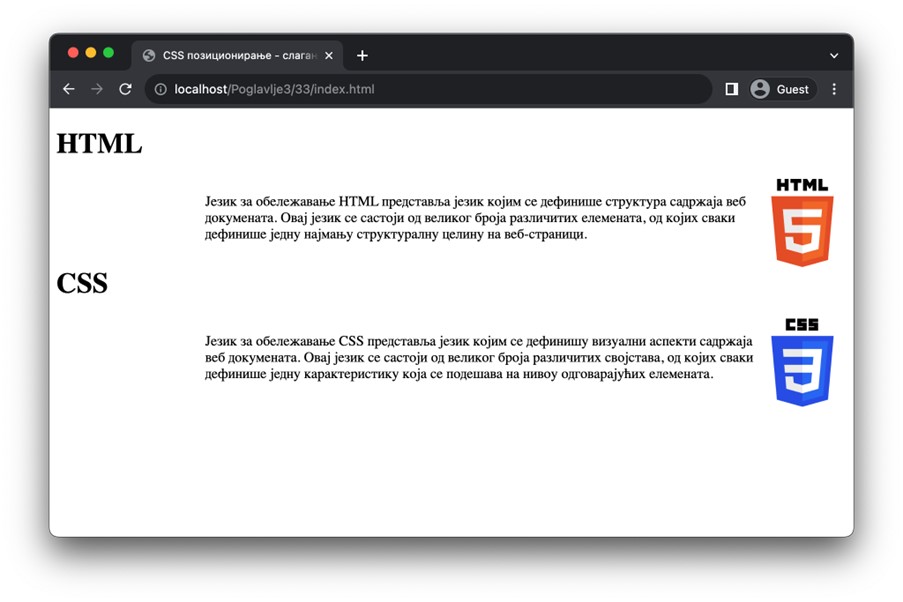 CSS позиционирање - слаган
localhost/Poglavlje3/33/index.html
Guest
HTML
Језик за обележавање HTML представља језик којим се дефинише структура садржаја веб
документа. Овај језик се састоји од великог броја различитих елемената, од којих сваки
дефинише једну најмању структуралну целину на веб-страници.
HTML
5
CSS
Језик за обележавање CSS представља језик којим се дефинишу визуални аспекти садржаја
веб документа. Овај језик се састоји од великог броја различитих својстава, од којих сваки
дефинише једну карактеристику која се подешава на нивоу одговарајућих елемената.
CSS
3